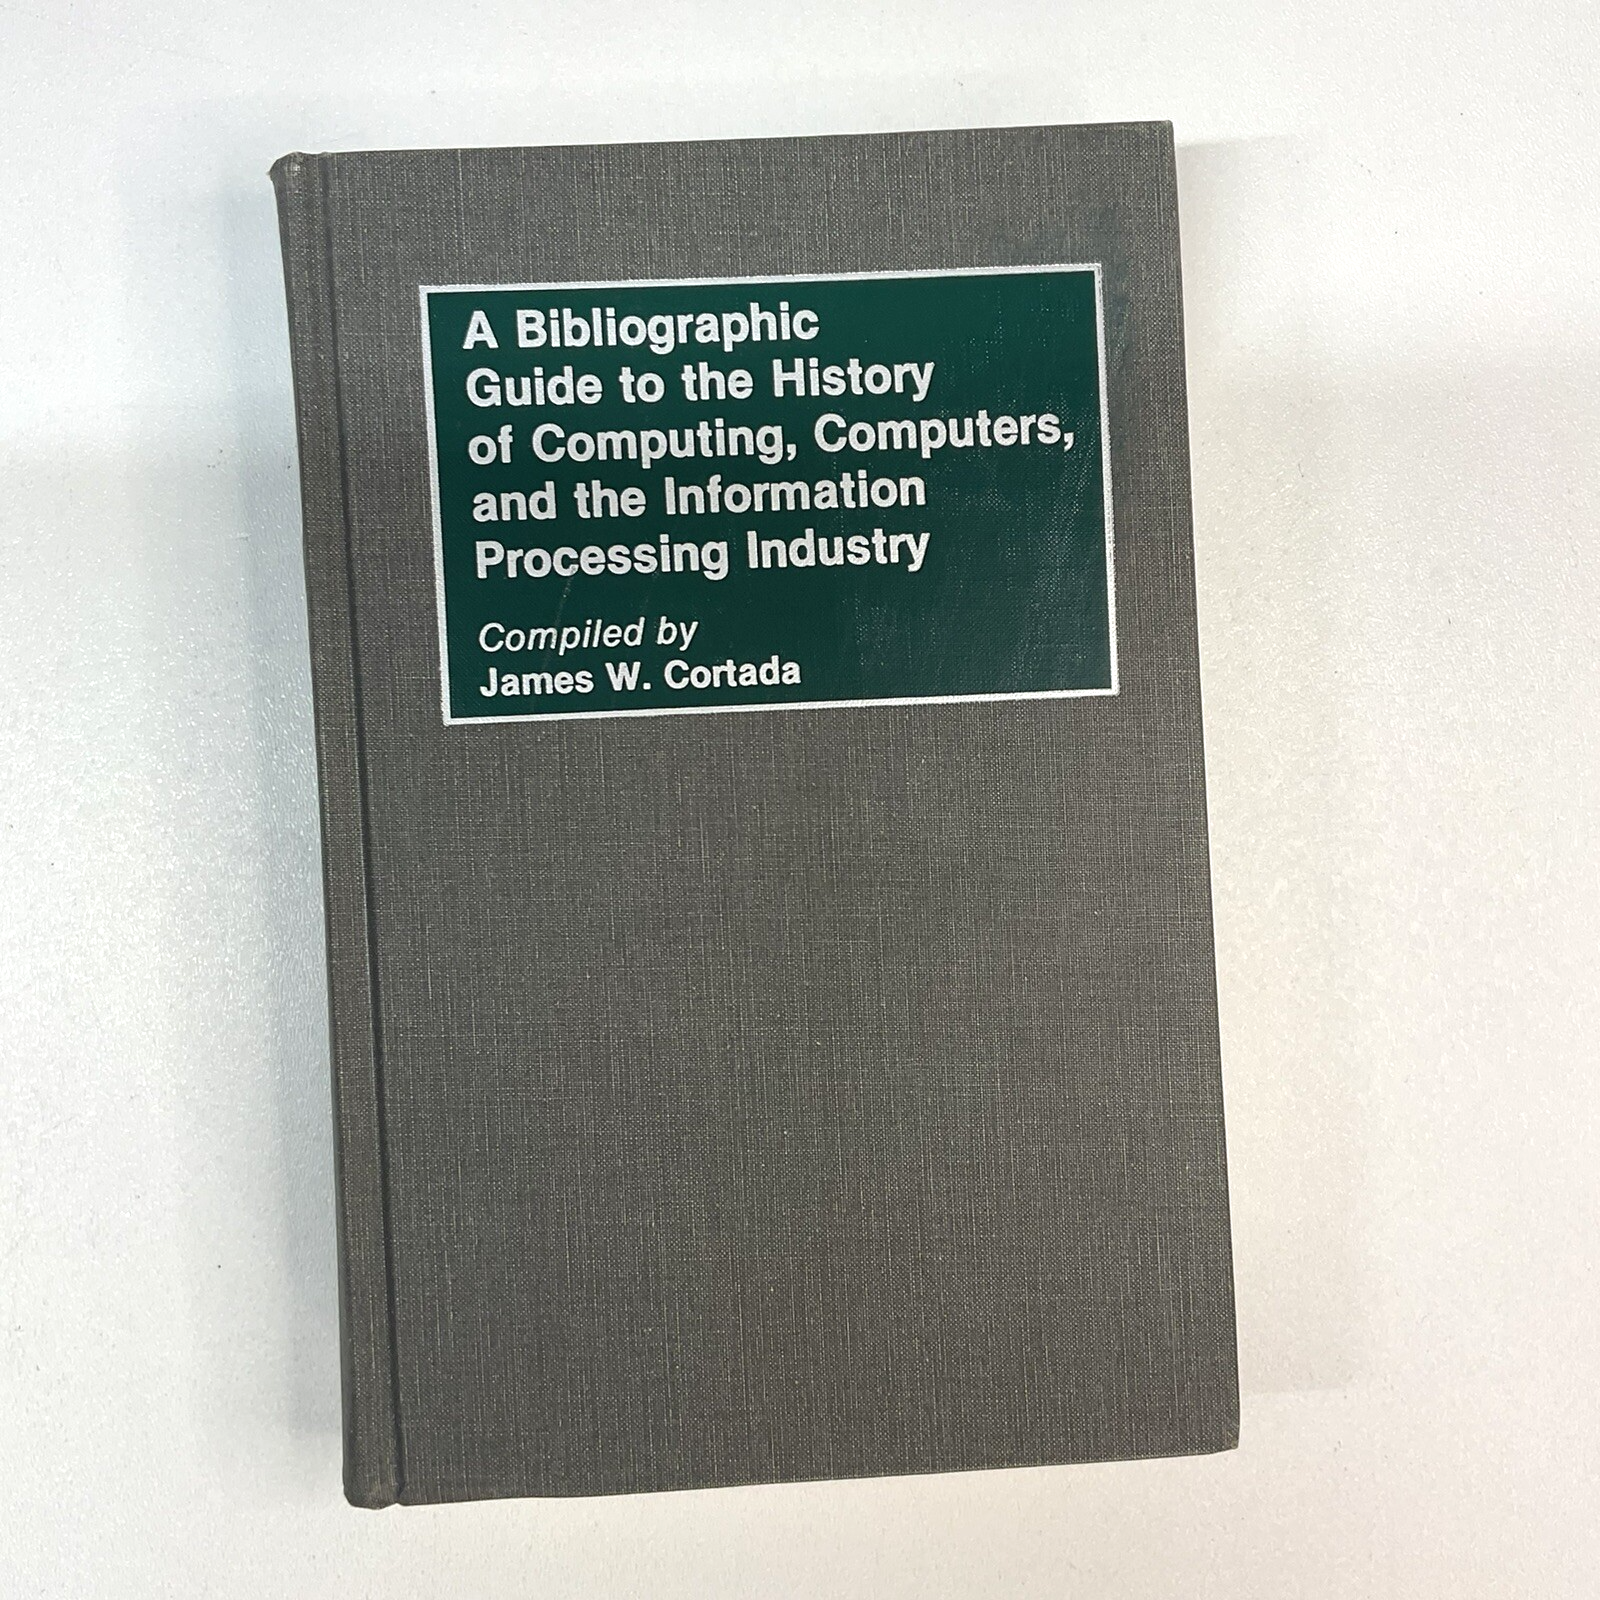 A Bibliographic
Guide to the History
of Computing, Computers,
and the Information
Processing Industry
Compiled by
James W. Cortada